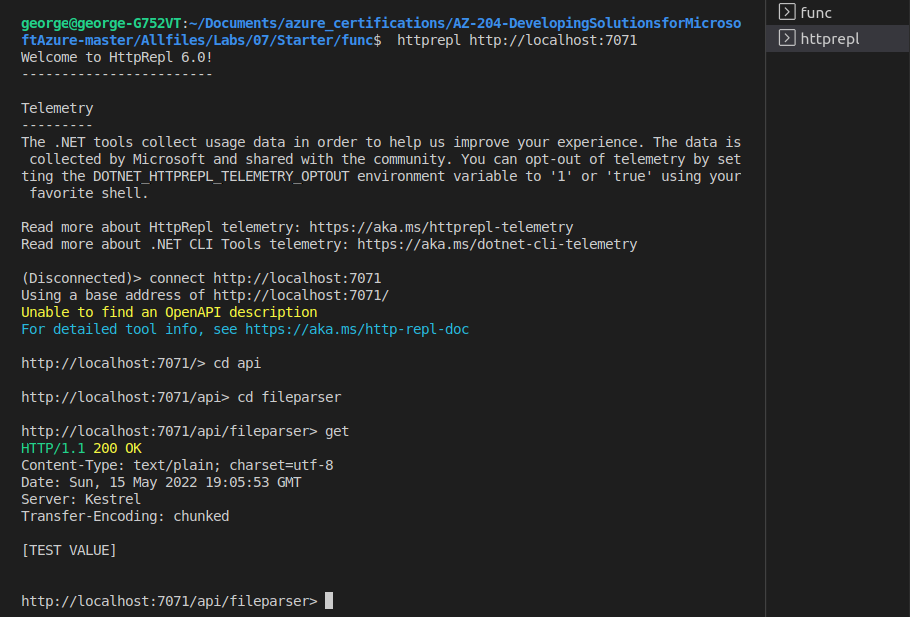 george@george-G752VT:~/Documents/azure_certifications/AZ-204-DevelopingSolutionsforMicroso
ftAzure-master/Allfiles/Labs/07/Starter/func$  httprepl http://localhost:7071
Welcome to HttpRepl 6.0!
------------------------
Telemetry
---------
The .NET tools collect usage data in order to help us improve your experience. The data is
 collected by Microsoft and shared with the community. You can opt-out of telemetry by set
ting the DOTNET_HTTPREPL_TELEMETRY_OPTOUT environment variable to '1' or 'true' using your
 favorite shell.
Read more about HttpRepl telemetry: https://aka.ms/httprepl-telemetry
Read more about .NET CLI Tools telemetry: https://aka.ms/dotnet-cli-telemetry
(Disconnected)> connect http://localhost:7071
Using a base address of http://localhost:7071/
Unable to find an OpenAPI description
For detailed tool info, see https://aka.ms/http-repl-doc
http://localhost:7071/> cd api
http://localhost:7071/api> cd fileparser
http://localhost:7071/api/fileparser> get
HTTP/1.1 200 OK
Content-Type: text/plain; charset=utf-8
Date: Sun, 15 May 2022 19:05:53 GMT
Server: Kestrel
Transfer-Encoding: chunked
[TEST VALUE]
http://localhost:7071/api/fileparser>
func
httprepl